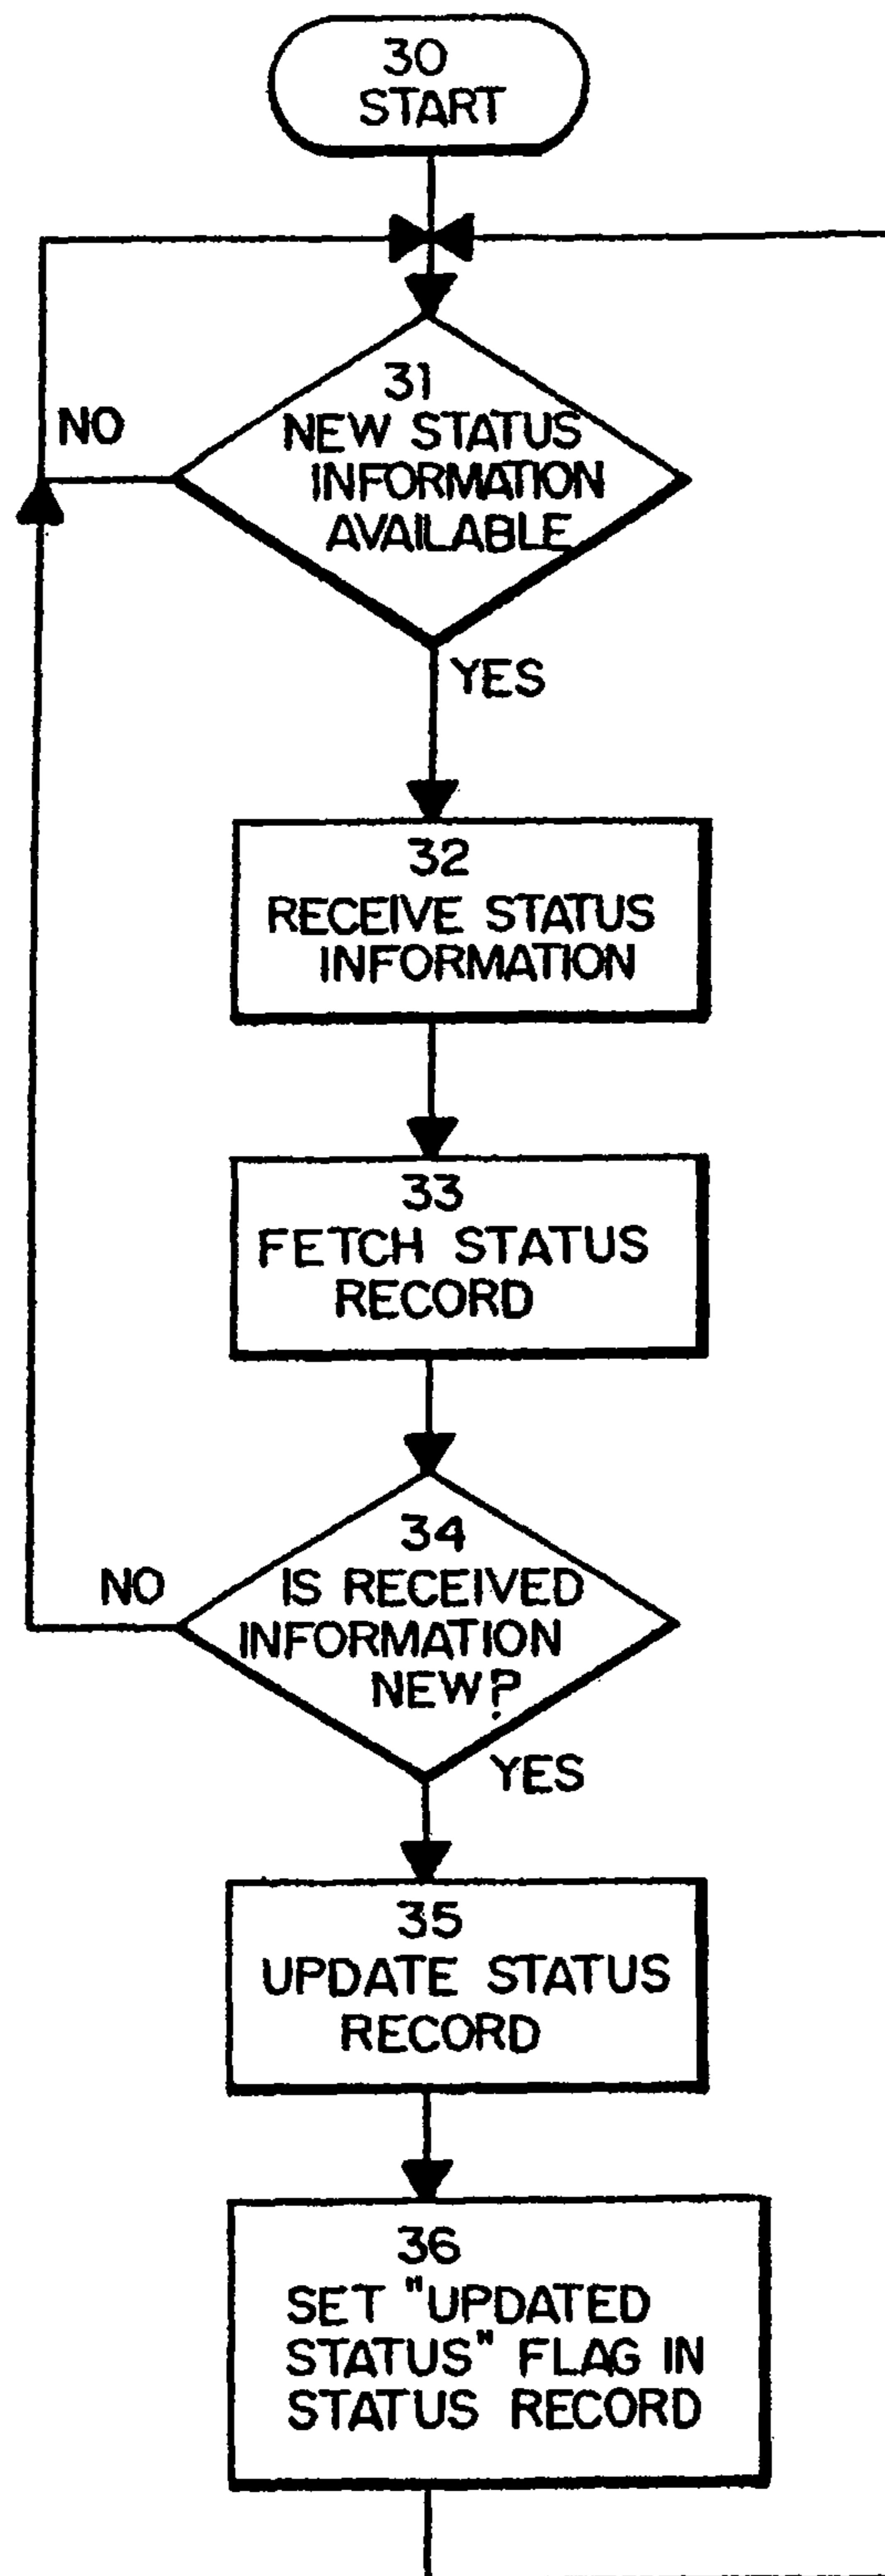 30
START
31
NEW STATUS
INFORMATION
AVAILABLE
NO
YES
32
RECEIVE STATUS
INFORMATION
33
FETCH STATUS
RECORD
34
IS RECEIVED
INFORMATION
NEW?
NO
YES
35
UPDATE STATUS
RECORD
36
SET "UPDATED
STATUS" FLAG IN
STATUS RECORD